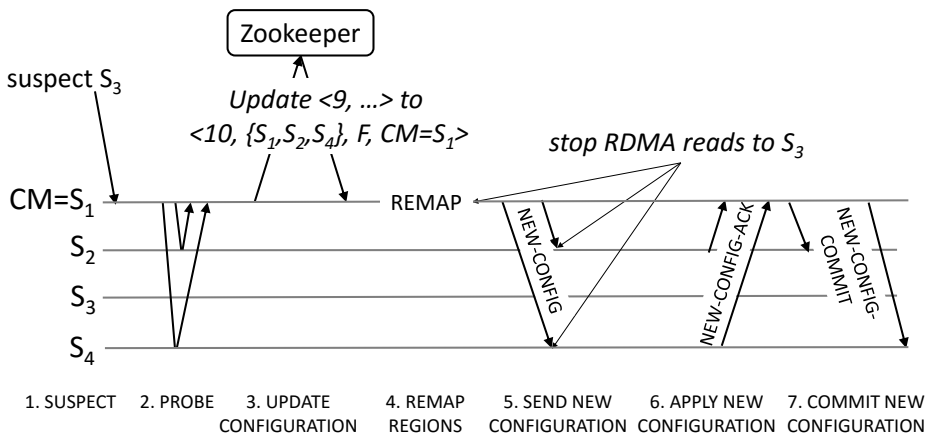 Zookeeper
suspect S3
Update <9, …> to
<10, {S1,S2,S4}, F, CM=S1>
stop RDMA reads to S3
CM=S1
REMAP
S2
S3
S4
NEW-CONFIG
NEW-CONFIG-ACK
NEW-CONFIG-
COMMIT
1. SUSPECT
2. PROBE
3. UPDATE
CONFIGURATION
4. REMAP
REGIONS
5. SEND NEW
CONFIGURATION
6. APPLY NEW
CONFIGURATION
7. COMMIT NEW
CONFIGURATION